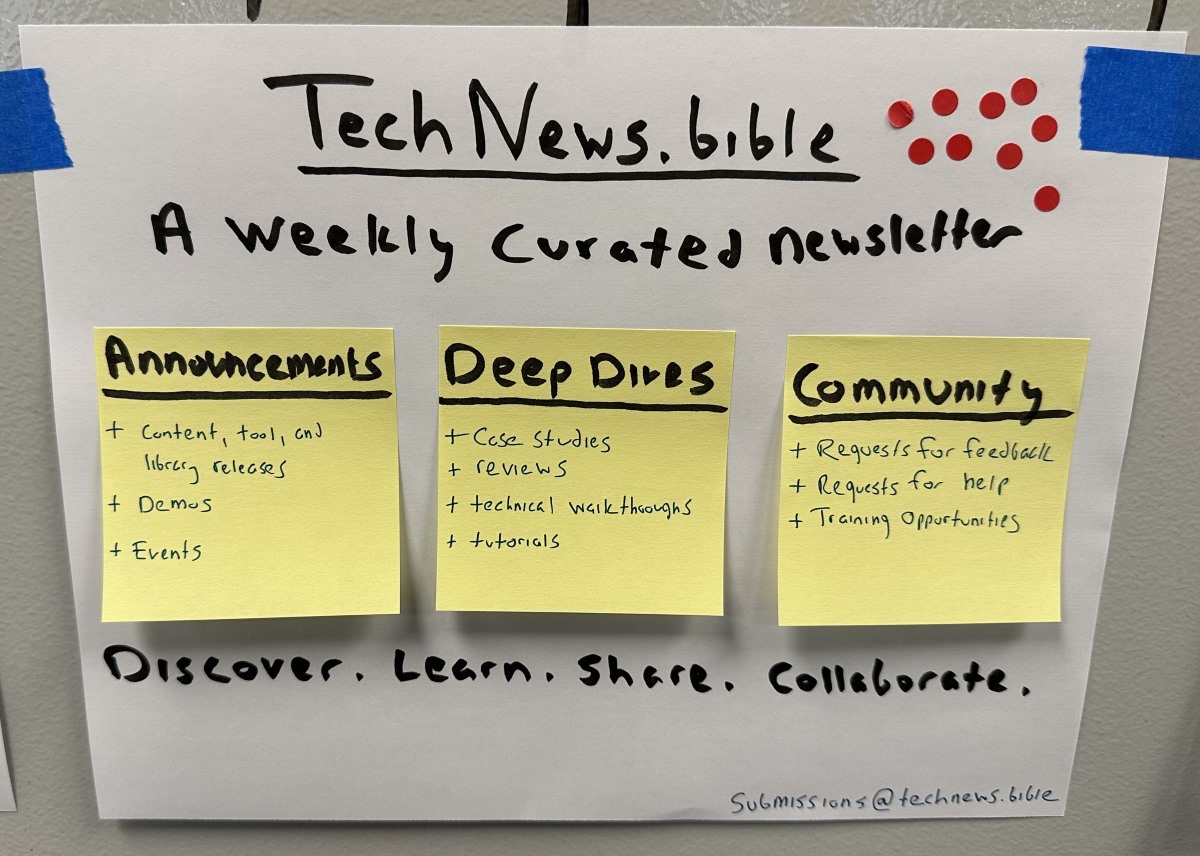 TechNews.bible
A weekly curated newsletter
Announcements
+ Content, tool, and
library releases
+ Demos
+ Events
Deep Dives
+ Case studies
+ reviews
+ technical walkthroughs
+ tutorials
Community
+ Requests for feedback
+ Requests for help
+ Training Opportunities
Discover. Learn. Share. Collaborate.
Submissions@technews.bible